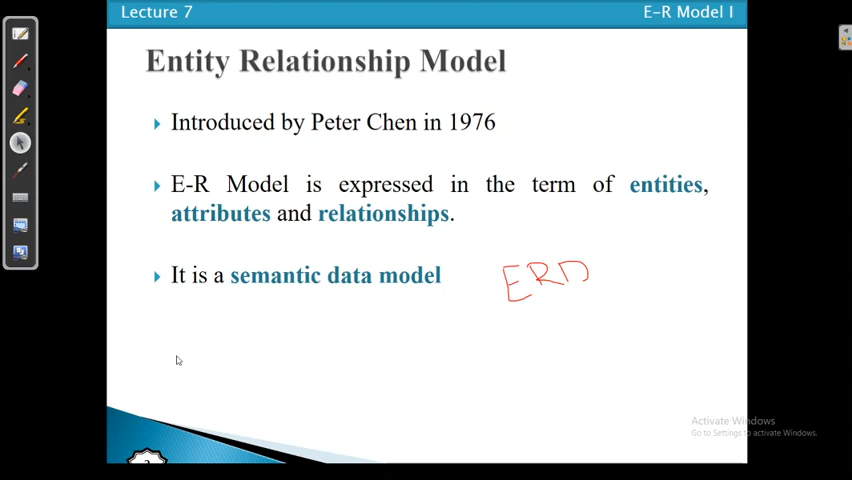 Lecture 7 E-R Model I
Entity Relationship Model
Introduced by Peter Chen in 1976
E-R Model is expressed in the term of entities,
attributes and relationships.
It is a semantic data model
ERD
Activate Windows
Go to Settings to activate Windows.